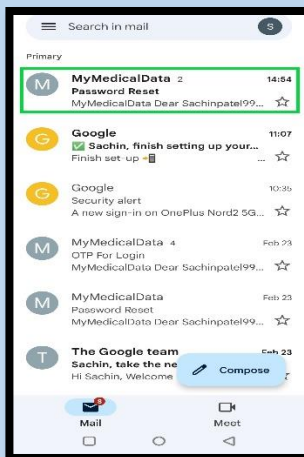 Search in mail
S
Primary
M
MyMedicalData 2 14:54
Password Reset
MyMedicalData Dear Sachinpatel99...
G
Google 11:07
✅ Sachin, finish setting up your...
Finish set-up ...
G
Google 10:35
Security alert
A new sign-in on OnePlus Nord2 5G...
M
MyMedicalData 4 Feb 23
OTP For Login
MyMedicalData Dear Sachinpatel99...
M
MyMedicalData Feb 23
Password Reset
MyMedicalData Dear Sachinpatel99...
T
The Google team Feb 23
Sachin, take the ne
Hi Sachin, Welcome
Compose
Mail
Meet